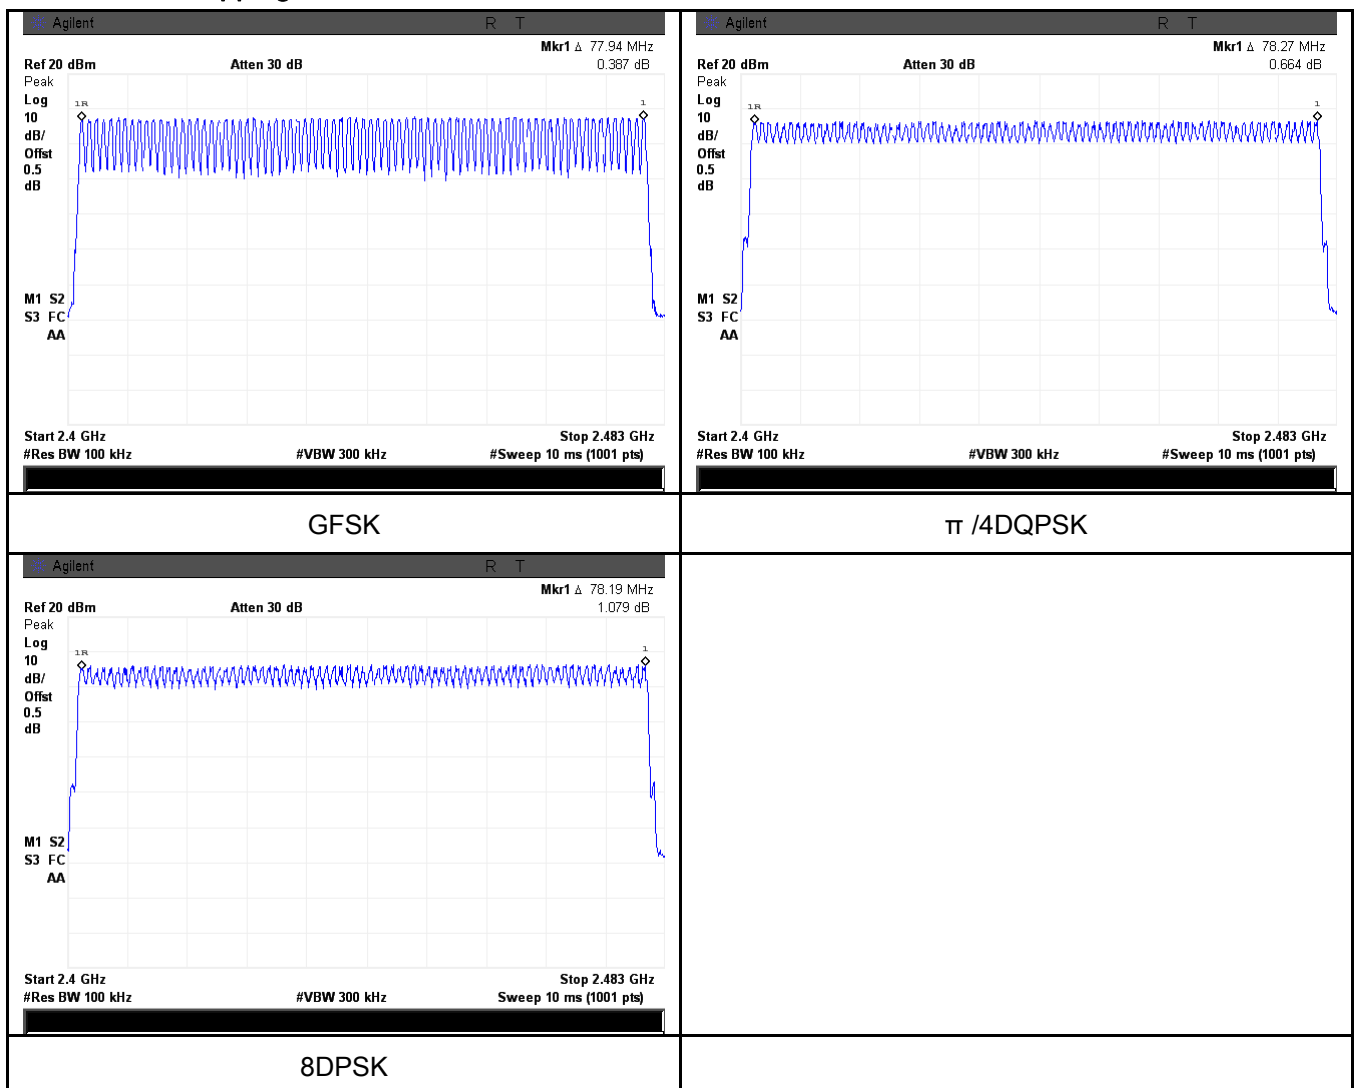 Agilent R T
Mkr1 Δ 77.94 MHz
Ref 20 dBm Atten 30 dB 0.387 dB
Peak
Log
10
dB/
Offst
0.5
dB
1R 1
M1 S2
S3 FC
AA
Start 2.4 GHz Stop 2.483 GHz
#Res BW 100 kHz #VBW 300 kHz #Sweep 10 ms (1001 pts)
GFSK
Agilent R T
Mkr1 Δ 78.27 MHz
Ref 20 dBm Atten 30 dB 0.664 dB
Peak
Log
10
dB/
Offst
0.5
dB
1R 1
M1 S2
S3 FC
AA
Start 2.4 GHz Stop 2.483 GHz
#Res BW 100 kHz #VBW 300 kHz #Sweep 10 ms (1001 pts)
π /4DQPSK
Agilent R T
Mkr1 Δ 78.19 MHz
Ref 20 dBm Atten 30 dB 1.079 dB
Peak
Log
10
dB/
Offst
0.5
dB
1R 1
M1 S2
S3 FC
AA
Start 2.4 GHz Stop 2.483 GHz
#Res BW 100 kHz #VBW 300 kHz Sweep 10 ms (1001 pts)
8DPSK